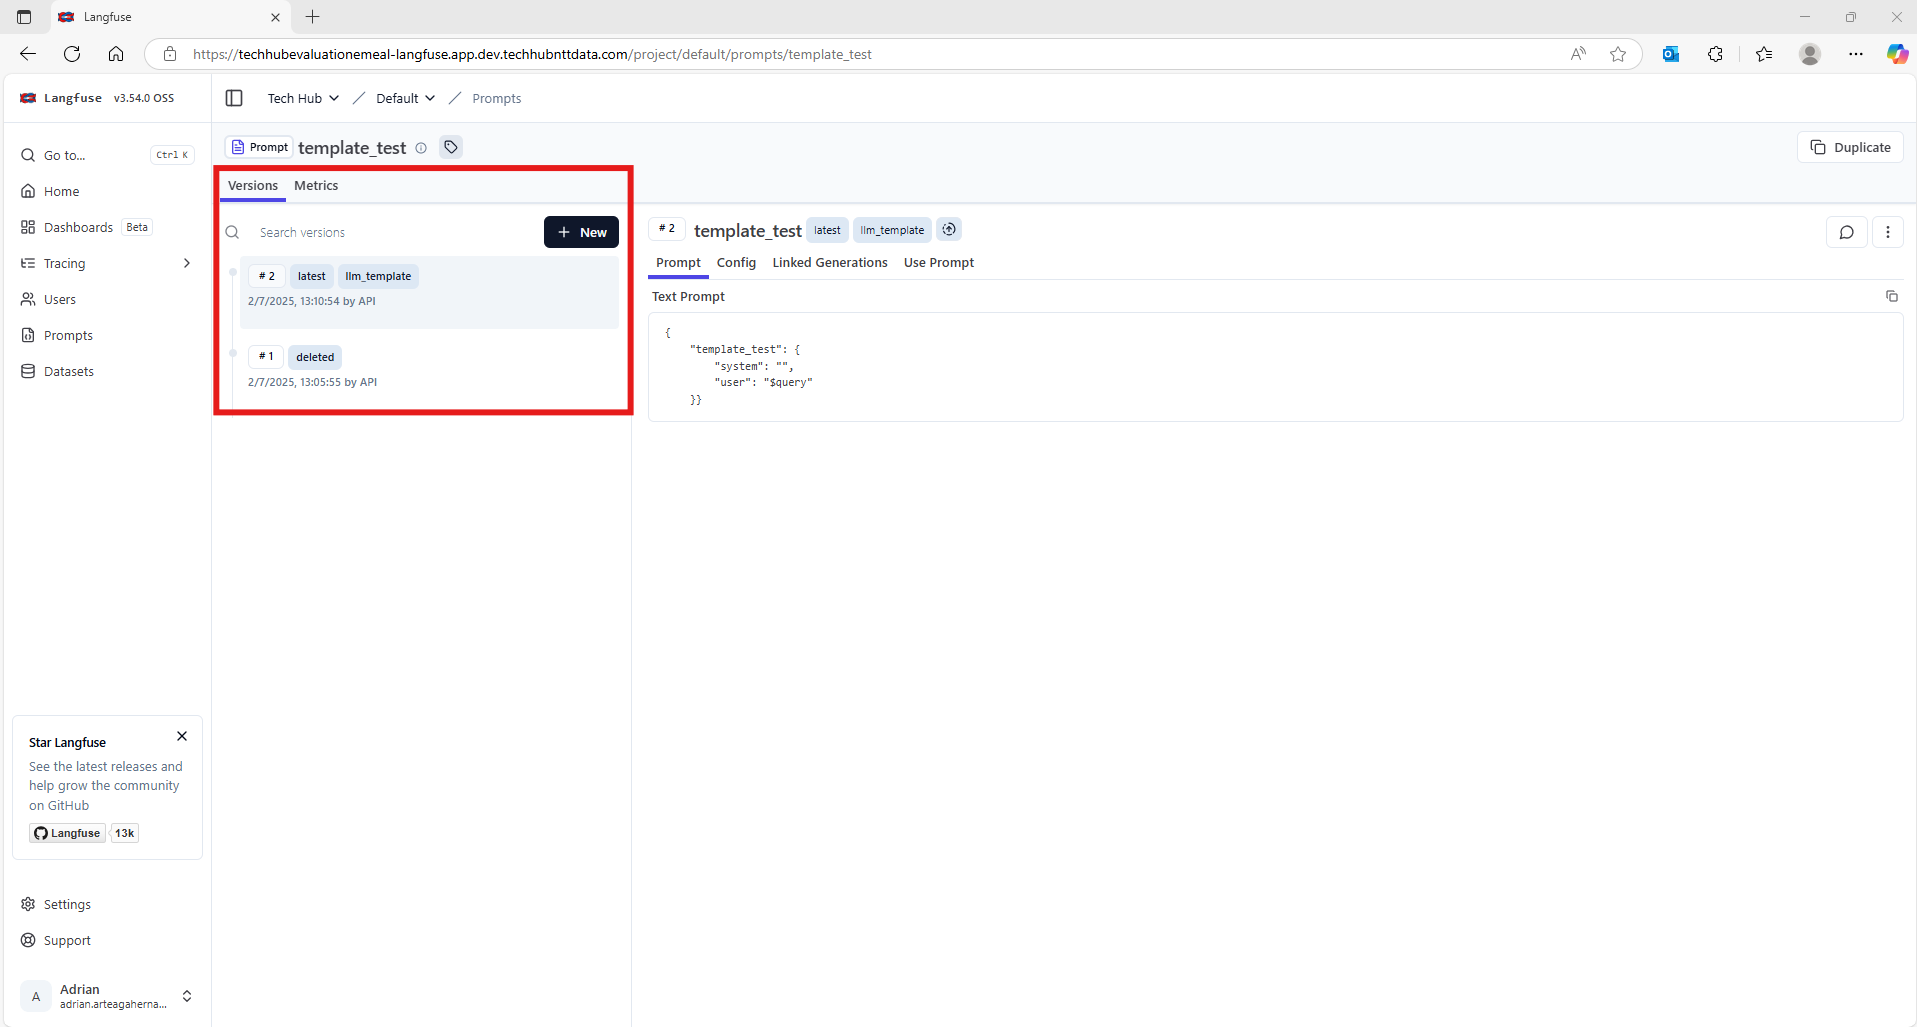 Langfuse
https://techhubevaluationemeal-langfuse.app.dev.techhubnttdata.com/project/default/prompts/template_test
Langfuse v3.54.0 OSS
Tech Hub / Default / Prompts
Go to... Ctrl K
Home
Dashboards Beta
Tracing
Users
Prompts
Datasets
Star Langfuse
See the latest releases and
help grow the community
on GitHub
Langfuse 13k
Settings
Support
A Adrian
adrian.arteagaherna...
Prompt template_test
Duplicate
Versions Metrics
Search versions
+ New
# 2 latest llm_template
2/7/2025, 13:10:54 by API
# 1 deleted
2/7/2025, 13:05:55 by API
# 2 template_test latest llm_template
Prompt Config Linked Generations Use Prompt
Text Prompt
{
"template_test": {
"system": "",
"user": "$query"
}}